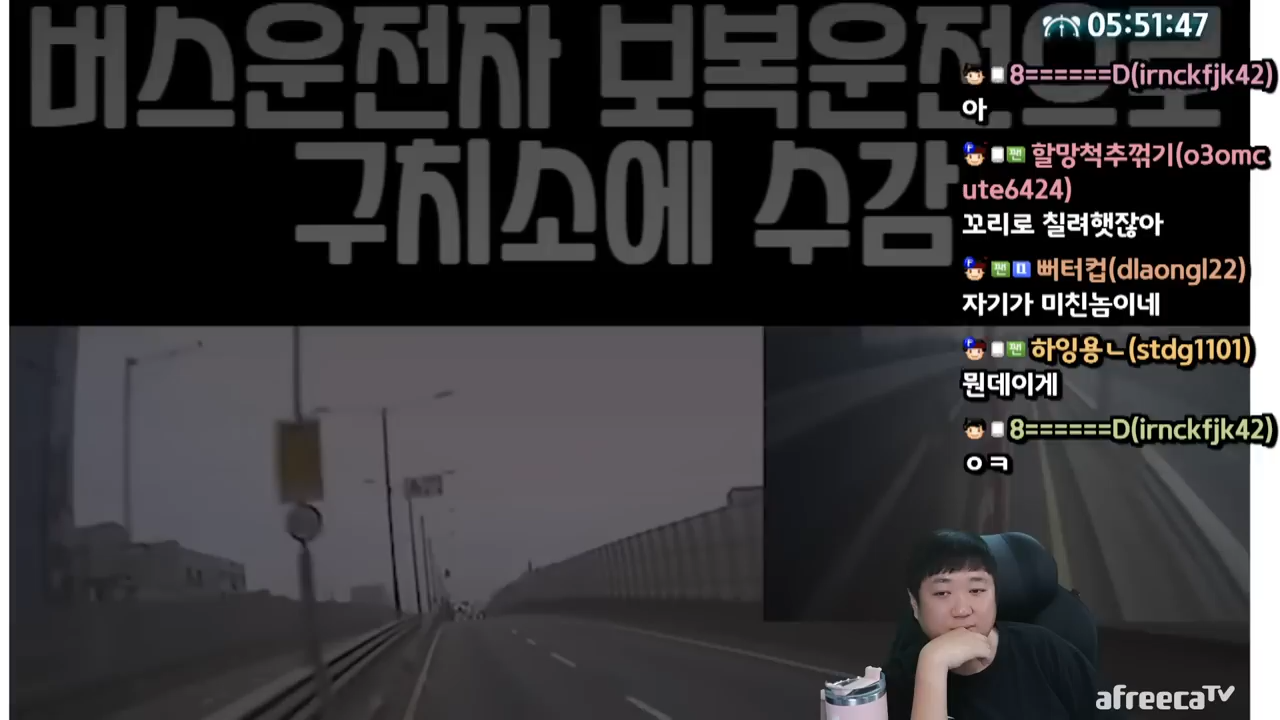 버스운전자 보복운전으로
구치소에 수감
05:51:47
8======D(irnckfjk42)
아
팬 할망척추꺾기(o3omc
ute6424)
꼬리로 칠려햇잖아
팬 뻐터컵(dlaongl22)
자기가 미친놈이네
팬 하잉용ㄴ(stdg1101)
뭔데이게
8======D(irnckfjk42)
ㅇㅋ
afreecaTV